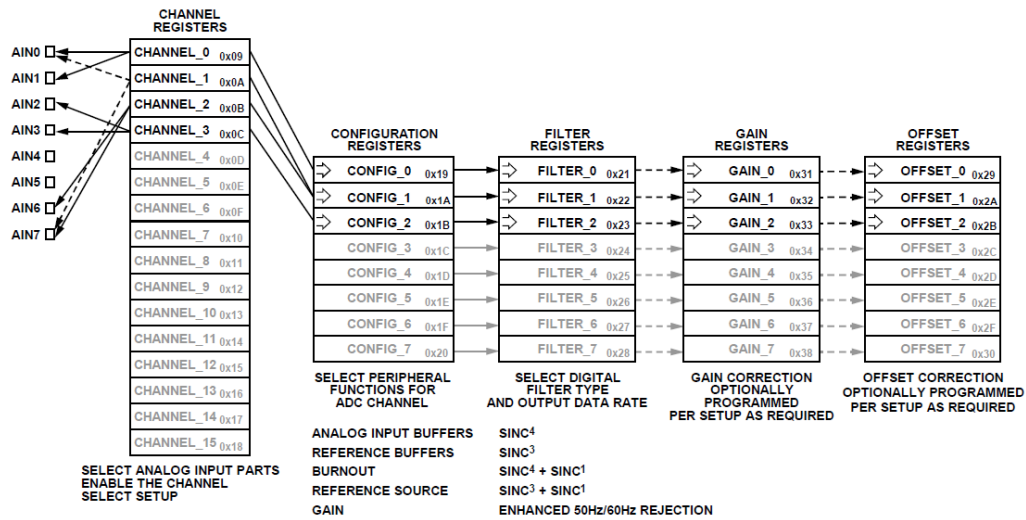 CHANNEL
REGISTERS
AIN0
AIN1
AIN2
AIN3
AIN4
AIN5
AIN6
AIN7
CHANNEL_0 0x09
CHANNEL_1 0x0A
CHANNEL_2 0x0B
CHANNEL_3 0x0C
CHANNEL_4 0x0D
CHANNEL_5 0x0E
CHANNEL_6 0x0F
CHANNEL_7 0x10
CHANNEL_8 0x11
CHANNEL_9 0x12
CHANNEL_10 0x13
CHANNEL_11 0x14
CHANNEL_12 0x15
CHANNEL_13 0x16
CHANNEL_14 0x17
CHANNEL_15 0x18
SELECT ANALOG INPUT PARTS
ENABLE THE CHANNEL
SELECT SETUP
CONFIGURATION
REGISTERS
CONFIG_0 0x19
CONFIG_1 0x1A
CONFIG_2 0x1B
CONFIG_3 0x1C
CONFIG_4 0x1D
CONFIG_5 0x1E
CONFIG_6 0x1F
CONFIG_7 0x20
SELECT PERIPHERAL
FUNCTIONS FOR
ADC CHANNEL
ANALOG INPUT BUFFERS
REFERENCE BUFFERS
BURNOUT
REFERENCE SOURCE
GAIN
FILTER
REGISTERS
FILTER_0 0x21
FILTER_1 0x22
FILTER_2 0x23
FILTER_3 0x24
FILTER_4 0x25
FILTER_5 0x26
FILTER_6 0x27
FILTER_7 0x28
SELECT DIGITAL
FILTER TYPE
AND OUTPUT DATA RATE
SINC⁴
SINC³
SINC⁴ + SINC¹
SINC³ + SINC¹
ENHANCED 50Hz/60Hz REJECTION
GAIN
REGISTERS
GAIN_0 0x31
GAIN_1 0x32
GAIN_2 0x33
GAIN_3 0x34
GAIN_4 0x35
GAIN_5 0x36
GAIN_6 0x37
GAIN_7 0x38
GAIN CORRECTION
OPTIONALLY
PROGRAMMED
PER SETUP AS REQUIRED
OFFSET
REGISTERS
OFFSET_0 0x29
OFFSET_1 0x2A
OFFSET_2 0x2B
OFFSET_3 0x2C
OFFSET_4 0x2D
OFFSET_5 0x2E
OFFSET_6 0x2F
OFFSET_7 0x30
OFFSET CORRECTION
OPTIONALLY PROGRAMMED
PER SETUP AS REQUIRED